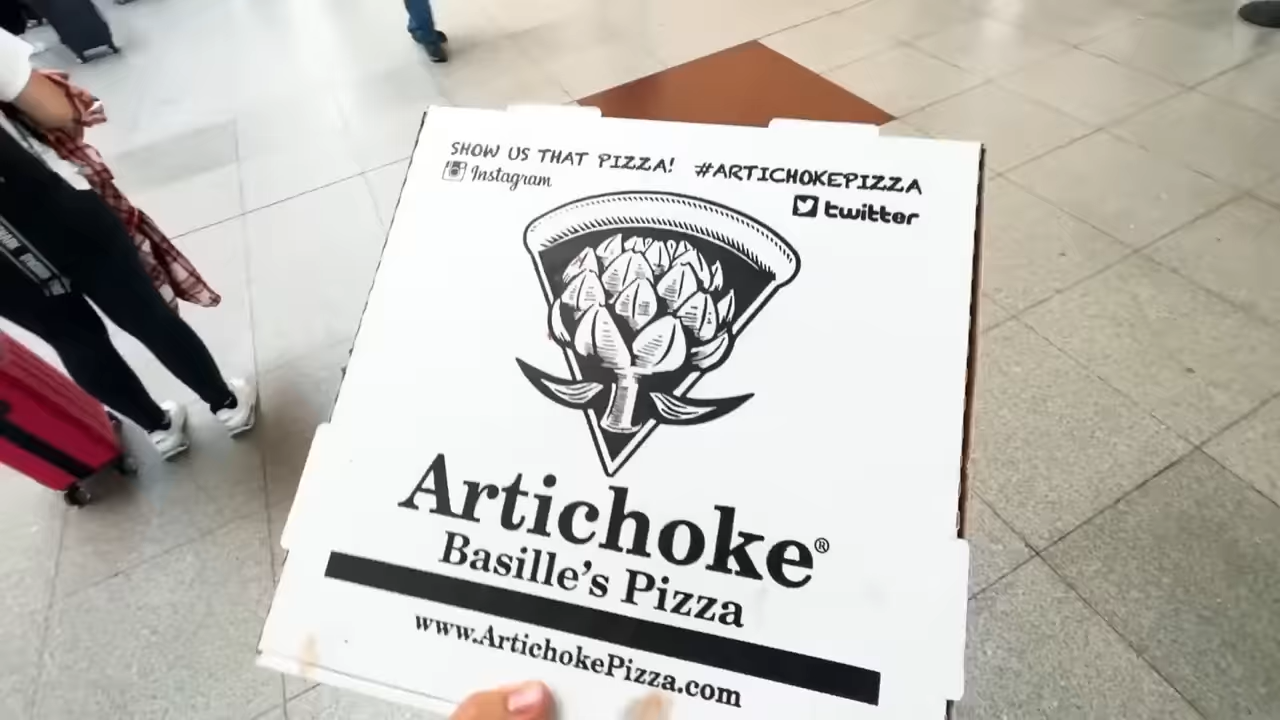 SHOW US THAT PIZZA! #ARTICHOKEPIZZA
Instagram
twitter
Artichoke®
Basille's Pizza
www.ArtichokePizza.com